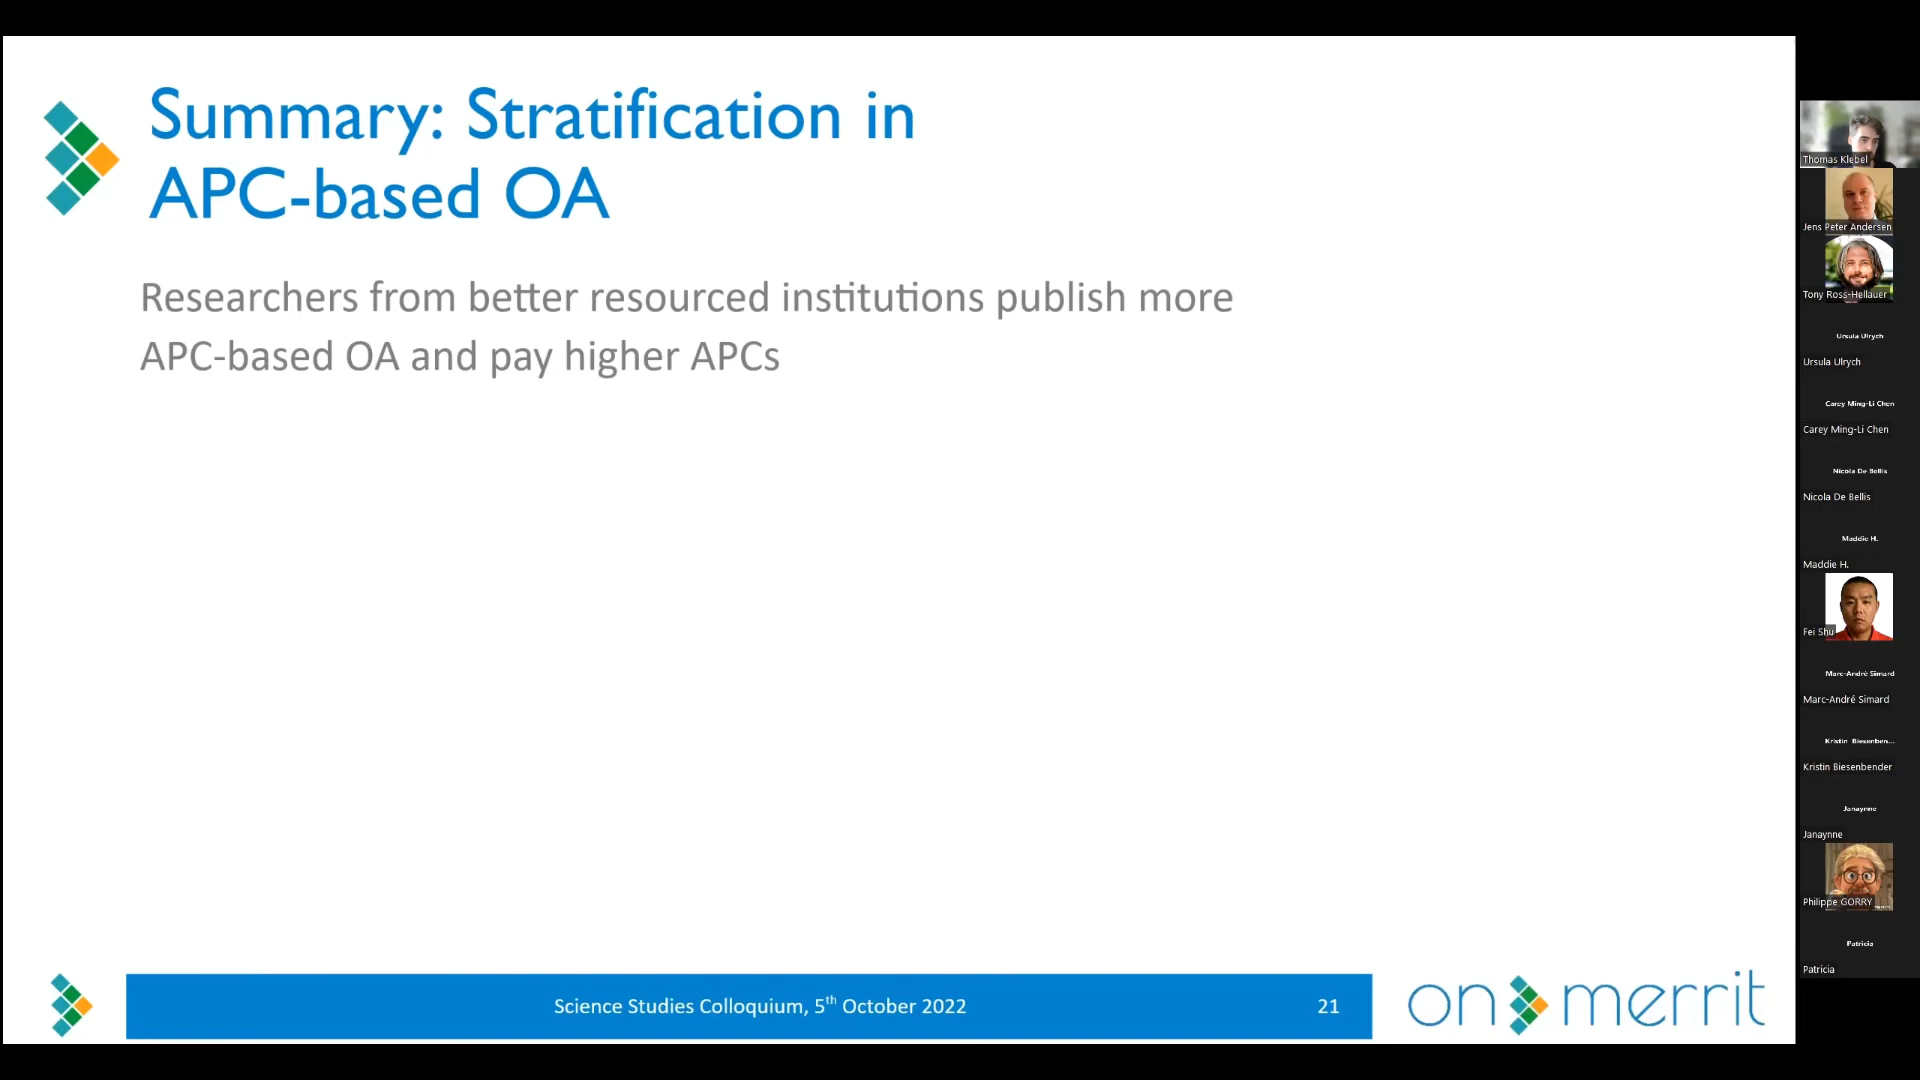 Summary: Stratification in
APC-based OA
Researchers from better resourced institutions publish more
APC-based OA and pay higher APCs
Science Studies Colloquium, 5th October 2022
21
on merrit
Thomas Klebel
Jens Peter Andersen
Tony Ross-Hellauer
Ursula Ulrych
Ursula Ulrych
Carey Ming-Li Chen
Carey Ming-Li Chen
Nicola De Bellis
Nicola De Bellis
Maddie H.
Maddie H.
Fei Shu
Marc-André Simard
Marc-André Simard
Kristin Biesenben...
Kristin Biesenbender
Janaynne
Janaynne
Philippe GORRY
Patricia
Patricia